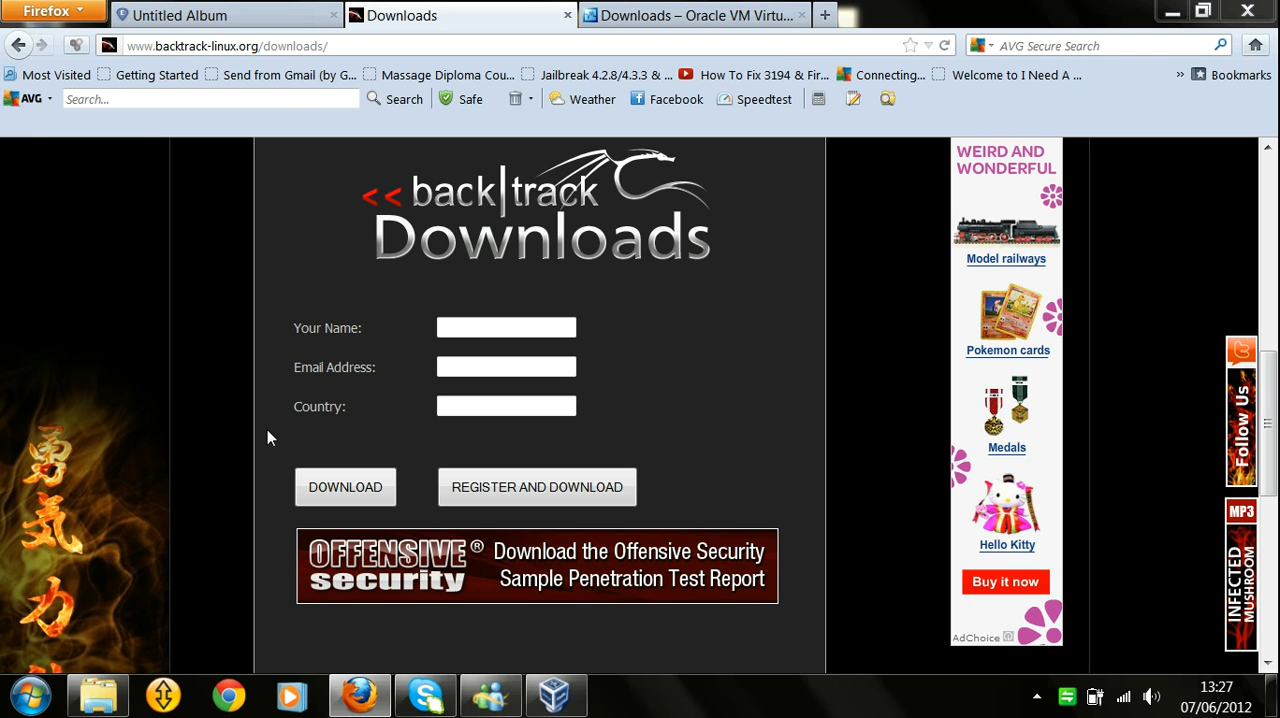 Firefox
Untitled Album
Downloads
Downloads – Oracle VM Virtu...
www.backtrack-linux.org/downloads/
AVG Secure Search
Most Visited
Getting Started
Send from Gmail (by G...
Massage Diploma Cou...
Jailbreak 4.2.8/4.3.3 & ...
How To Fix 3194 & Fir...
Connecting...
Welcome to I Need A ...
»
Bookmarks
AVG
Search...
Search
Safe
Weather
Facebook
Speedtest
<< back|track
Downloads
Your Name:
Email Address:
Country:
DOWNLOAD
REGISTER AND DOWNLOAD
OFFENSIVE®
security
Download the Offensive Security
Sample Penetration Test Report
勇
気
力
WEIRD AND
WONDERFUL
Model railways
Pokemon cards
Medals
Hello Kitty
Buy it now
AdChoice
Follow Us
MP3
INFECTED
MUSHROOM
13:27
07/06/2012